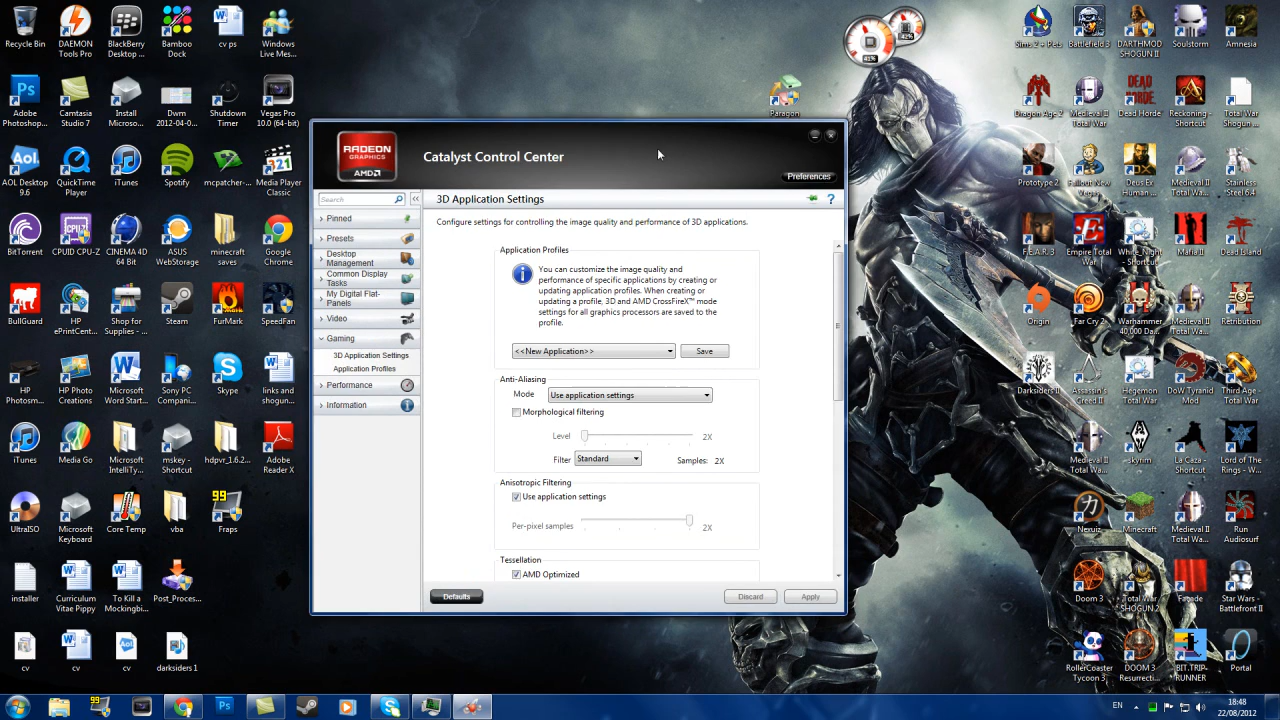 Recycle Bin
DAEMON
Tools Pro
BlackBerry
Desktop ...
Bamboo
Dock
cv ps
Windows
Live Mes...
Adobe
Photoshop...
Camtasia
Studio 7
Install
Microso...
Dwm
2012-04-0...
Shutdown
Timer
Vegas Pro
10.0 (64-bit)
AOL Desktop
9.6
QuickTime
Player
iTunes
Spotify
mcpatcher-...
Media Player
Classic
BitTorrent
CPUID CPU-Z
CINEMA 4D
64 Bit
ASUS
WebStorage
minecraft
saves
Google
Chrome
BullGuard
HP
ePrintCent...
Shop for
Supplies - ...
Steam
FurMark
SpeedFan
HP
Photosm...
HP Photo
Creations
Microsoft
Word Start...
Sony PC
Compani...
Skype
links and
shogun...
iTunes
Media Go
Microsoft
IntelliTy...
mskey -
Shortcut
hdpvr_1.6.2...
Adobe
Reader X
UltraISO
Microsoft
Keyboard
Core Temp
vba
99
Fraps
installer
Curriculum
Vitae Pippy
To Kill a
Mockingbi...
Post_Proces...
cv
cv
cv
darksiders 1
41%
42%
Paragon
RADEON
GRAPHICS
AMD
Catalyst Control Center
Preferences
Search
3D Application Settings
?
Pinned
Presets
Desktop
Management
Common Display
Tasks
My Digital Flat-
Panels
Video
Gaming
3D Application Settings
Application Profiles
Performance
Information
Configure settings for controlling the image quality and performance of 3D applications.
Application Profiles
You can customize the image quality and
performance of specific applications by creating or
updating application profiles. When creating or
updating a profile, 3D and AMD CrossFireX™ mode
settings for all graphics processors are saved to the
profile.
<<New Application>>
Save
Anti-Aliasing
Mode
Use application settings
Morphological filtering
Level
2X
Filter
Standard
Samples: 2X
Anisotropic Filtering
Use application settings
Per-pixel samples
2X
Tessellation
AMD Optimized
Defaults
Discard
Apply
Sims 2 + Pets
Battlefield 3
DARTHMOD
SHOGUN II
Soulstorm
Amnesia
Dragon Age 2
Medieval II
Total War
Dead Horde
Reckoning -
Shortcut
Total War
Shogun ...
Prototype 2
Fallout New
Vegas
Deus Ex
Human ...
Medieval II
Total Wa...
Stainless
Steel 6.4
F.E.A.R. 3
Empire Total
War
White_Night
- Shortcut
Mafia II
Dead Island
Origin
Far Cry 2
Warhammer
40,000 Da...
Medieval II
Total Wa...
Retribution
Darksiders II
Assassin's
Creed II
Hegemon
Total War
DoW Tyranid
Mod
Third Age -
Total War
Medieval II
Total Wa...
skyrim
La Caza -
Shortcut
Lord of The
Rings - W...
Nexuiz
Minecraft
Medieval II
Total Wa...
Run
Audiosurf
Doom 3
Total War
SHOGUN 2
Facade
Star Wars -
Battlefront II
RollerCoaster
Tycoon 3
DOOM 3
Resurrecti...
BIT.TRIP
RUNNER
Portal
99
EN
18:48
22/08/2012